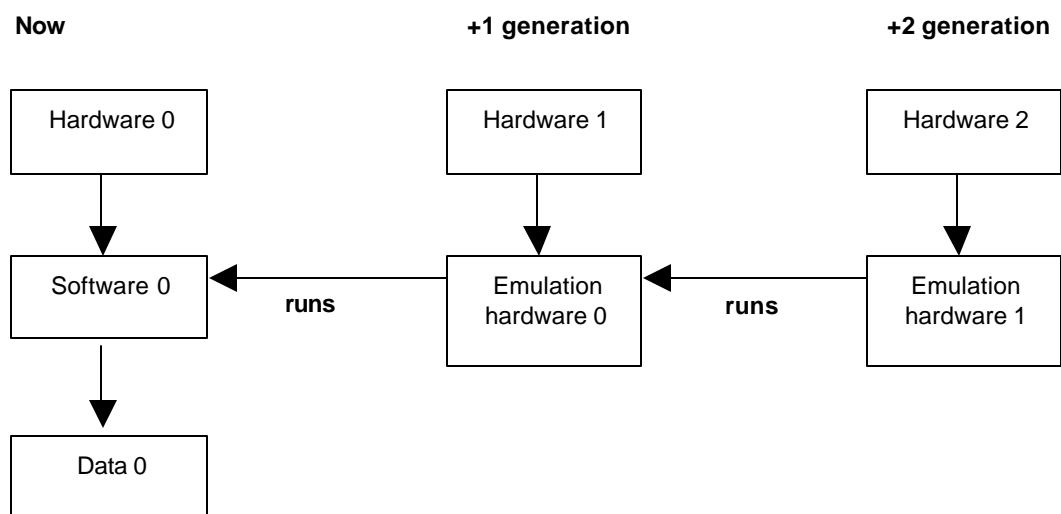 Now
+1 generation
+2 generation
Hardware 0
Hardware 1
Hardware 2
Software 0
runs
Emulation
hardware 0
runs
Emulation
hardware 1
Data 0